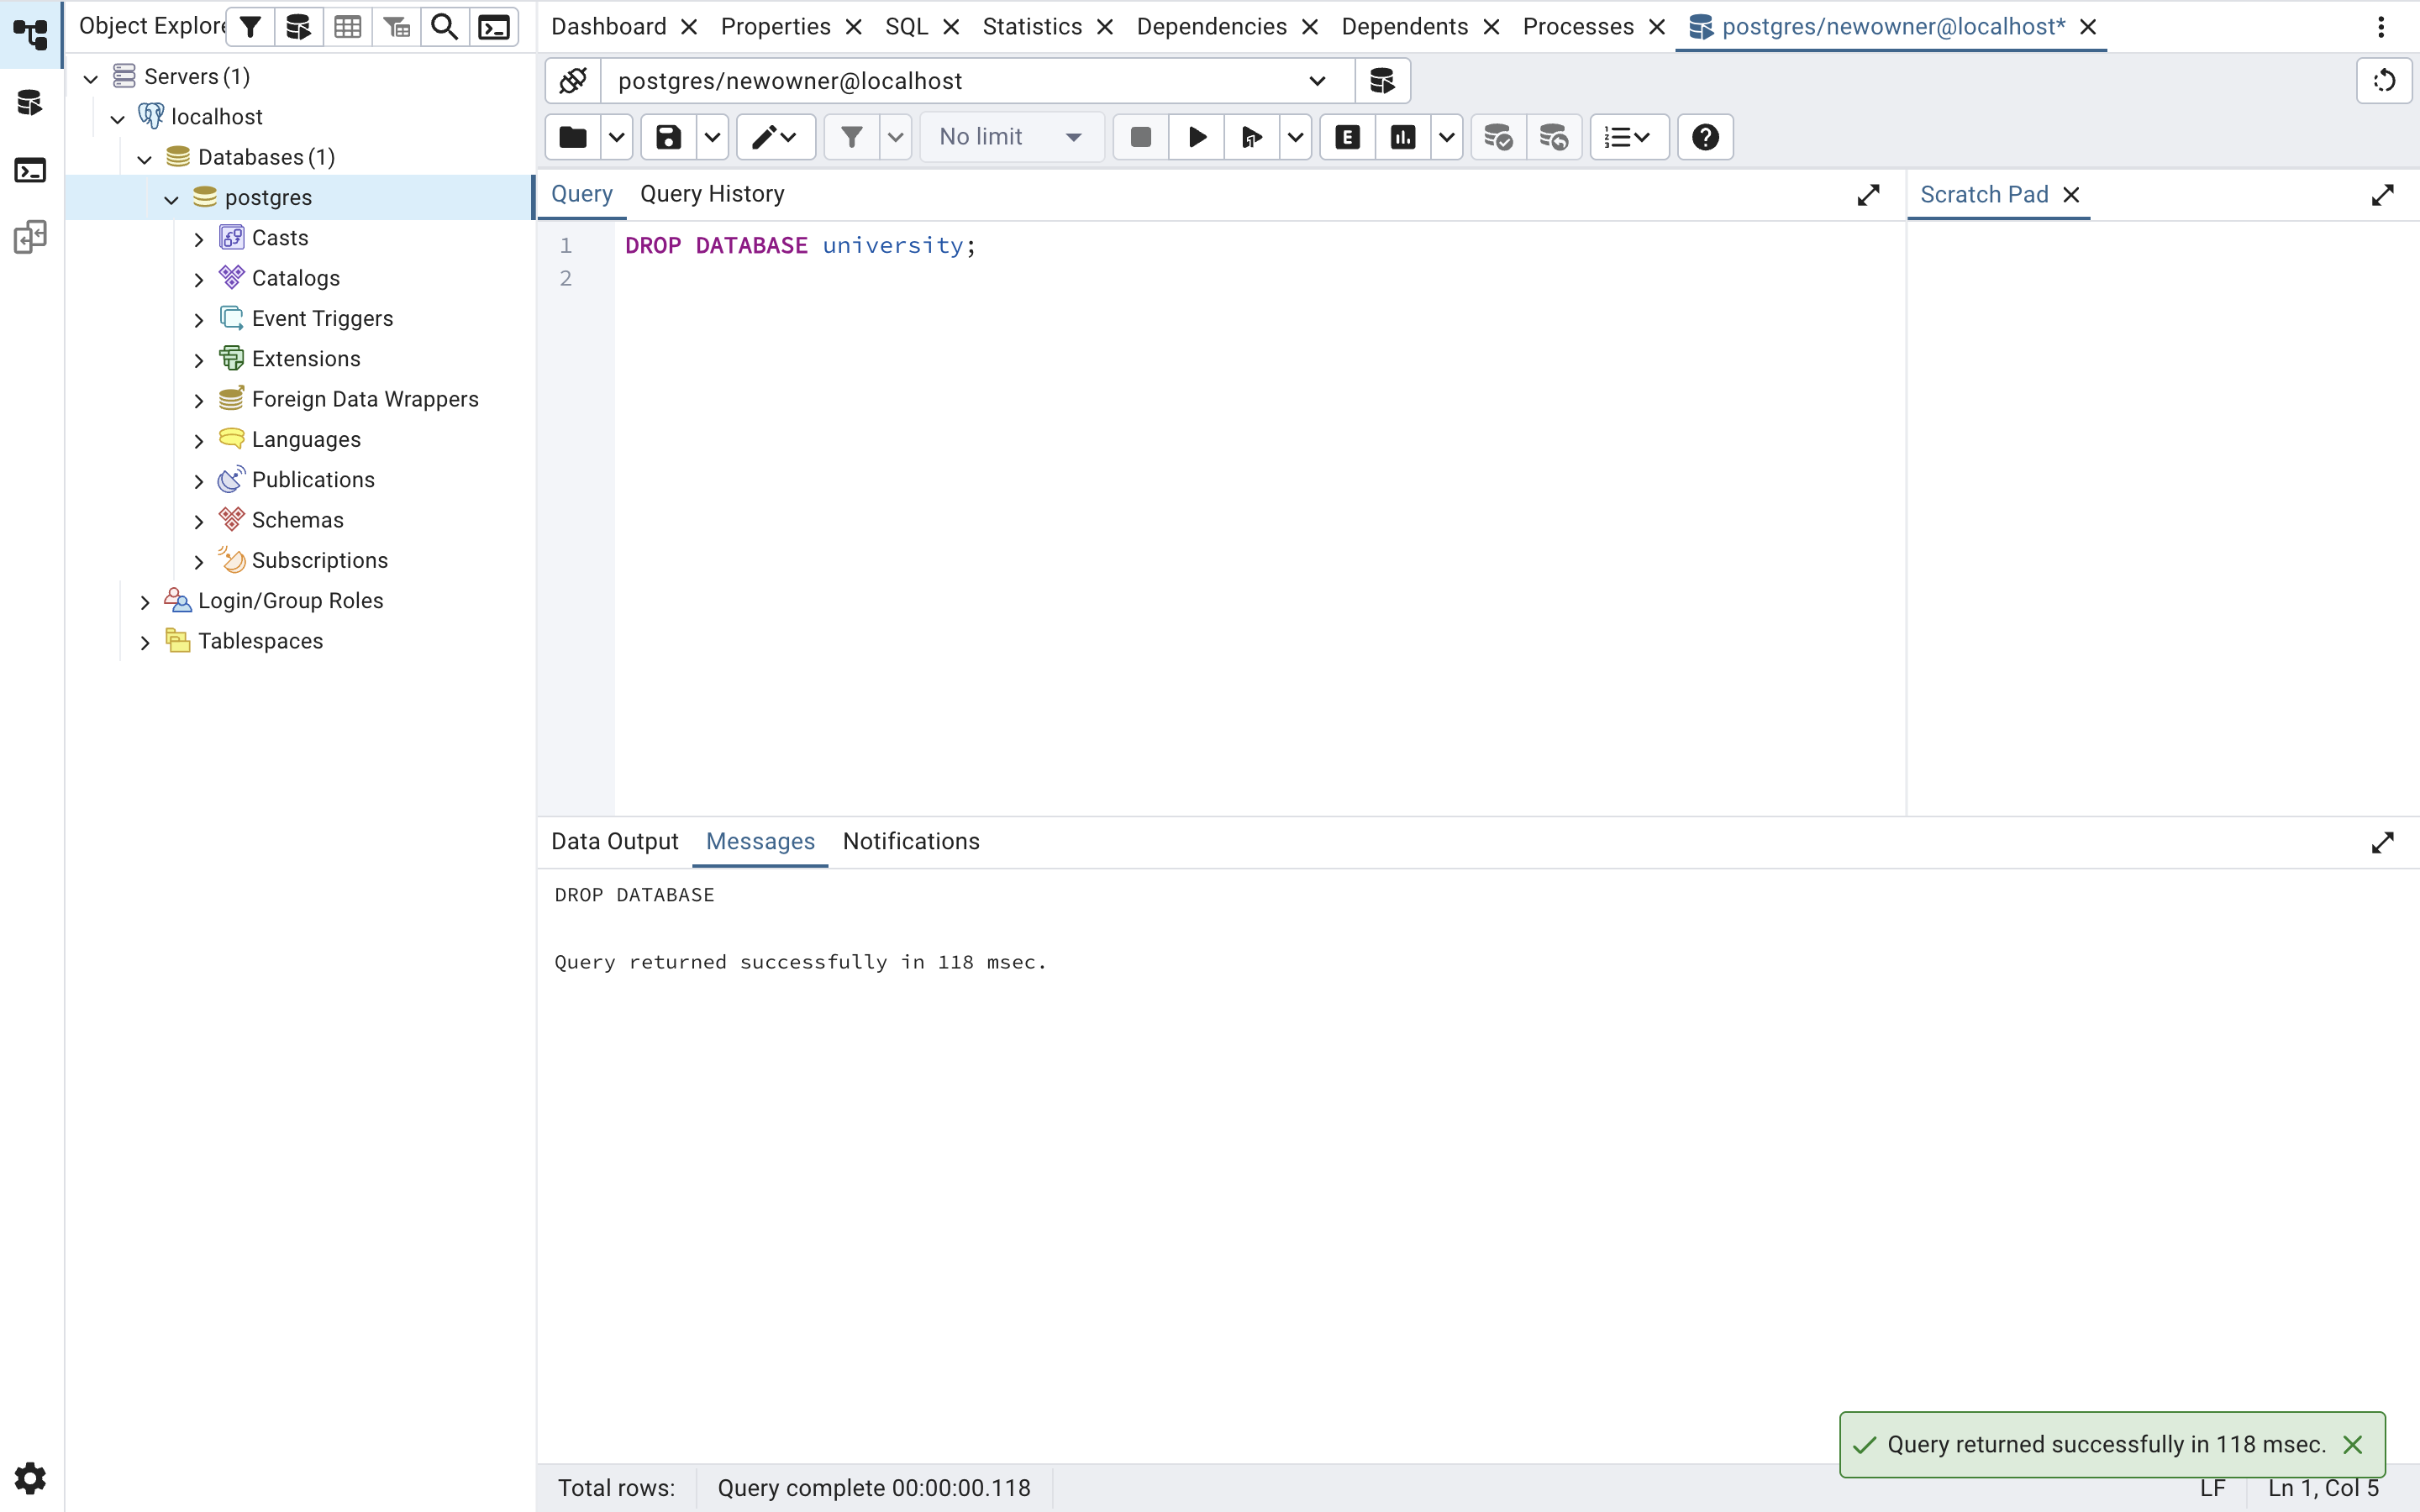 Object Explore
Dashboard
Properties
SQL
Statistics
Dependencies
Dependents
Processes
postgres/newowner@localhost*
Servers (1)
localhost
Databases (1)
postgres
Casts
Catalogs
Event Triggers
Extensions
Foreign Data Wrappers
Languages
Publications
Schemas
Subscriptions
Login/Group Roles
Tablespaces
postgres/newowner@localhost
No limit
E
Query
Query History
Scratch Pad
1 DROP DATABASE university;
2
Data Output
Messages
Notifications
DROP DATABASE
Query returned successfully in 118 msec.
Query returned successfully in 118 msec.
Total rows:
Query complete 00:00:00.118
LF
Ln 1, Col 5